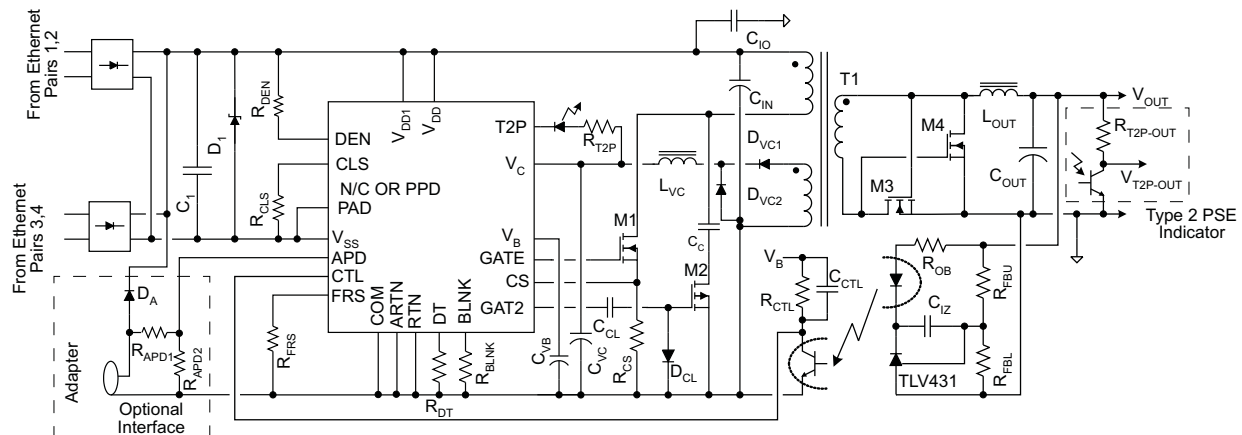 From Ethernet
Pairs 1,2
From Ethernet
Pairs 3,4
C1
D1
RDEN
RCLS
DEN
CLS
N/C OR PPD
PAD
VSS
APD
CTL
FRS
VDD1
VDD
T2P
VC
VB
GATE
CS
GAT2
COM
ARTN
RTN
DT
BLNK
RT2P
CIO
CIN
T1
DVC1
DVC2
LVC
M1
CC
M2
CCL
DCL
RCS
CVC
CVB
RBLNK
RDT
RFRS
DA
RAPD1
RAPD2
Adapter
Optional
Interface
M4
M3
LOUT
COUT
VOUT
RT2P-OUT
VT2P-OUT
Type 2 PSE
Indicator
VB
CCTL
RCTL
ROB
CIZ
RFBU
RFBL
TLV431